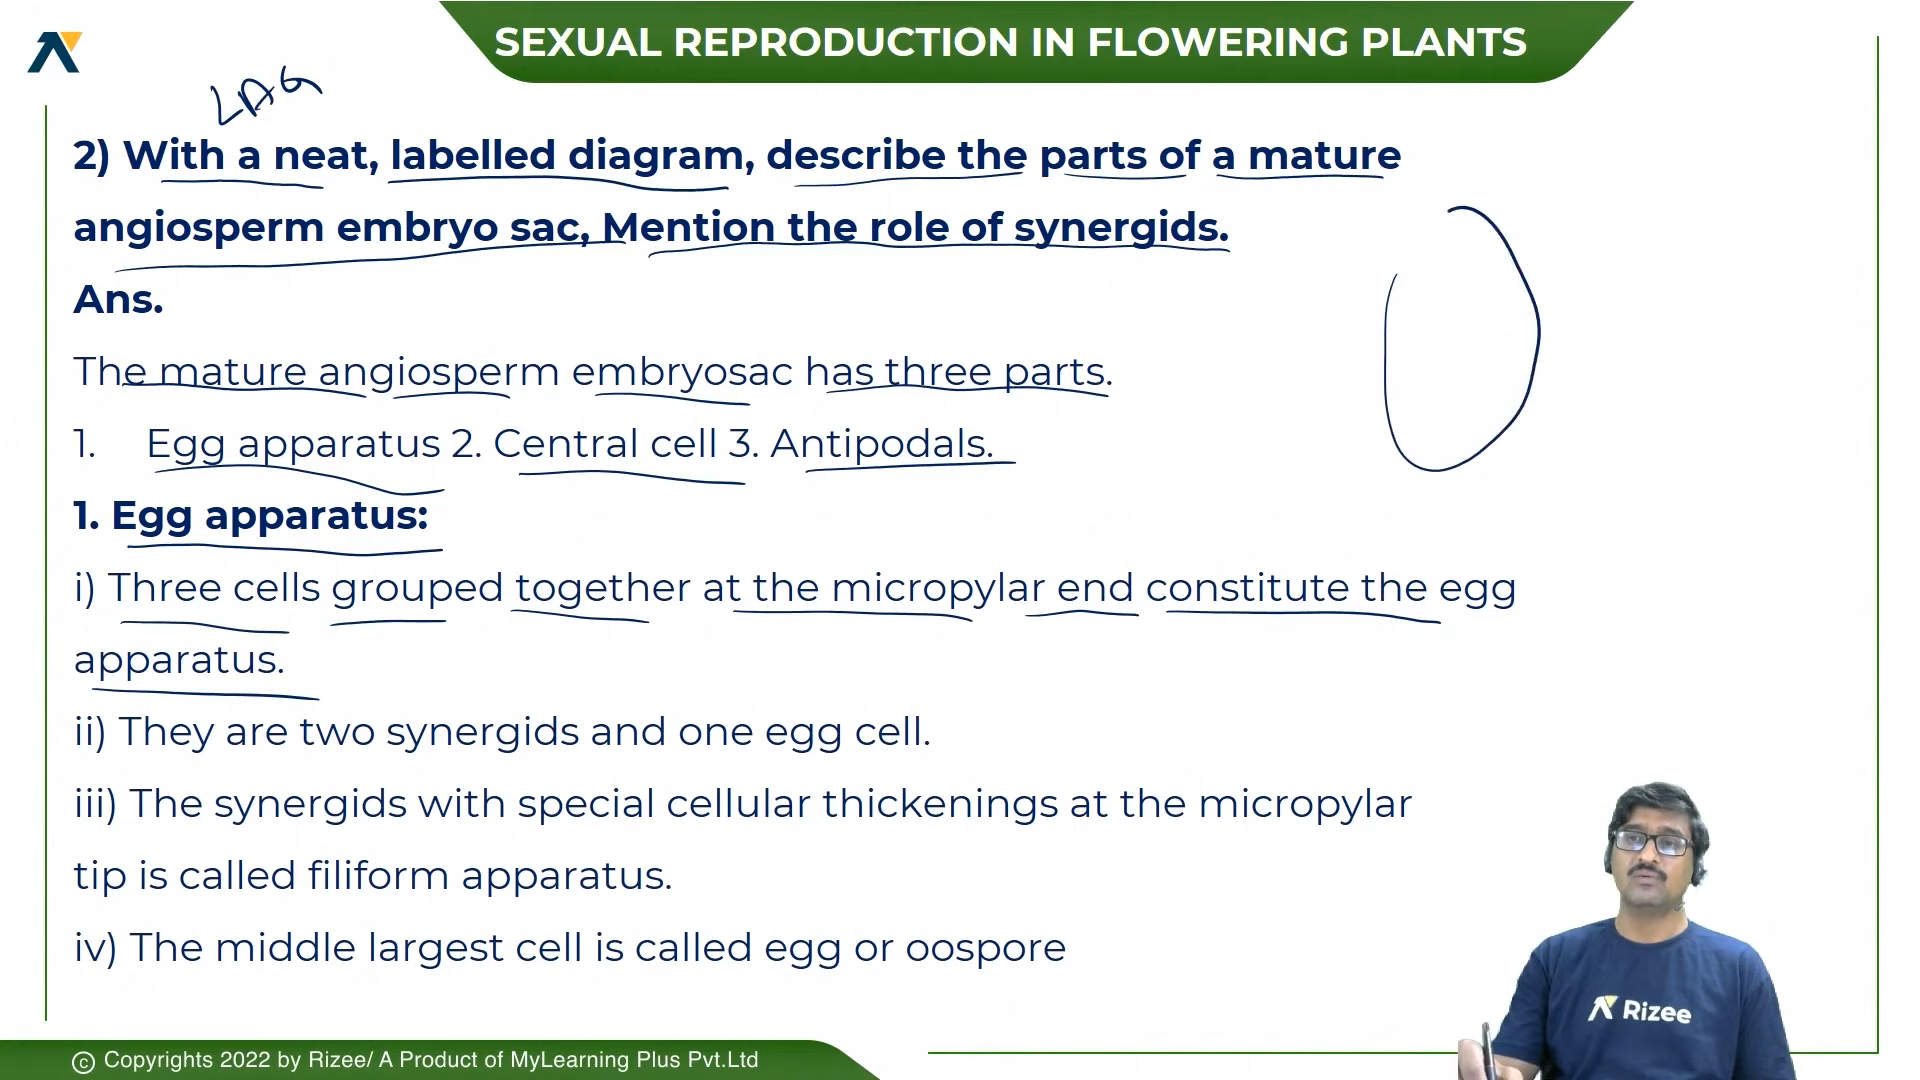 SEXUAL REPRODUCTION IN FLOWERING PLANTS
LAQ
2) With a neat, labelled diagram, describe the parts of a mature
angiosperm embryo sac, Mention the role of synergids.
Ans.
The mature angiosperm embryosac has three parts.
1. Egg apparatus 2. Central cell 3. Antipodals.
1. Egg apparatus:
i) Three cells grouped together at the micropylar end constitute the egg
apparatus.
ii) They are two synergids and one egg cell.
iii) The synergids with special cellular thickenings at the micropylar
tip is called filiform apparatus.
iv) The middle largest cell is called egg or oospore
Rizee
© Copyrights 2022 by Rizee/ A Product of MyLearning Plus Pvt.Ltd